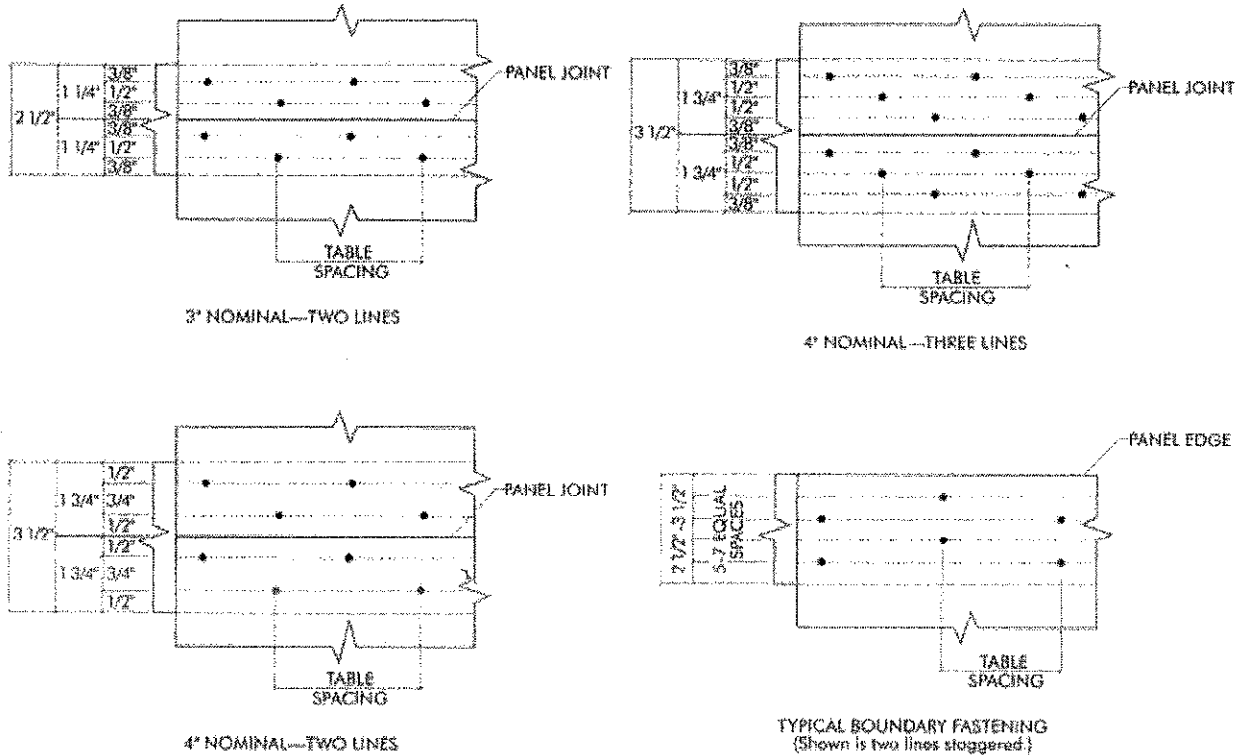 2 1/2"
1 1/4"
1 1/4"
3/8"
1/2"
3/8"
3/8"
1/2"
3/8"
PANEL JOINT
TABLE
SPACING
3" NOMINAL—TWO LINES
3 1/2"
1 3/4"
1 3/4"
3/8"
1/2"
1/2"
3/8"
3/8"
1/2"
1/2"
3/8"
PANEL JOINT
TABLE
SPACING
4" NOMINAL—THREE LINES
3 1/2"
1 3/4"
1 3/4"
1/2"
3/4"
1/2"
1/2"
3/4"
1/2"
PANEL JOINT
TABLE
SPACING
4" NOMINAL—TWO LINES
2 1/2"-3 1/2"
5-7 EQUAL
SPACES
PANEL EDGE
TABLE
SPACING
TYPICAL BOUNDARY FASTENING
(Shown is two lines staggered.)